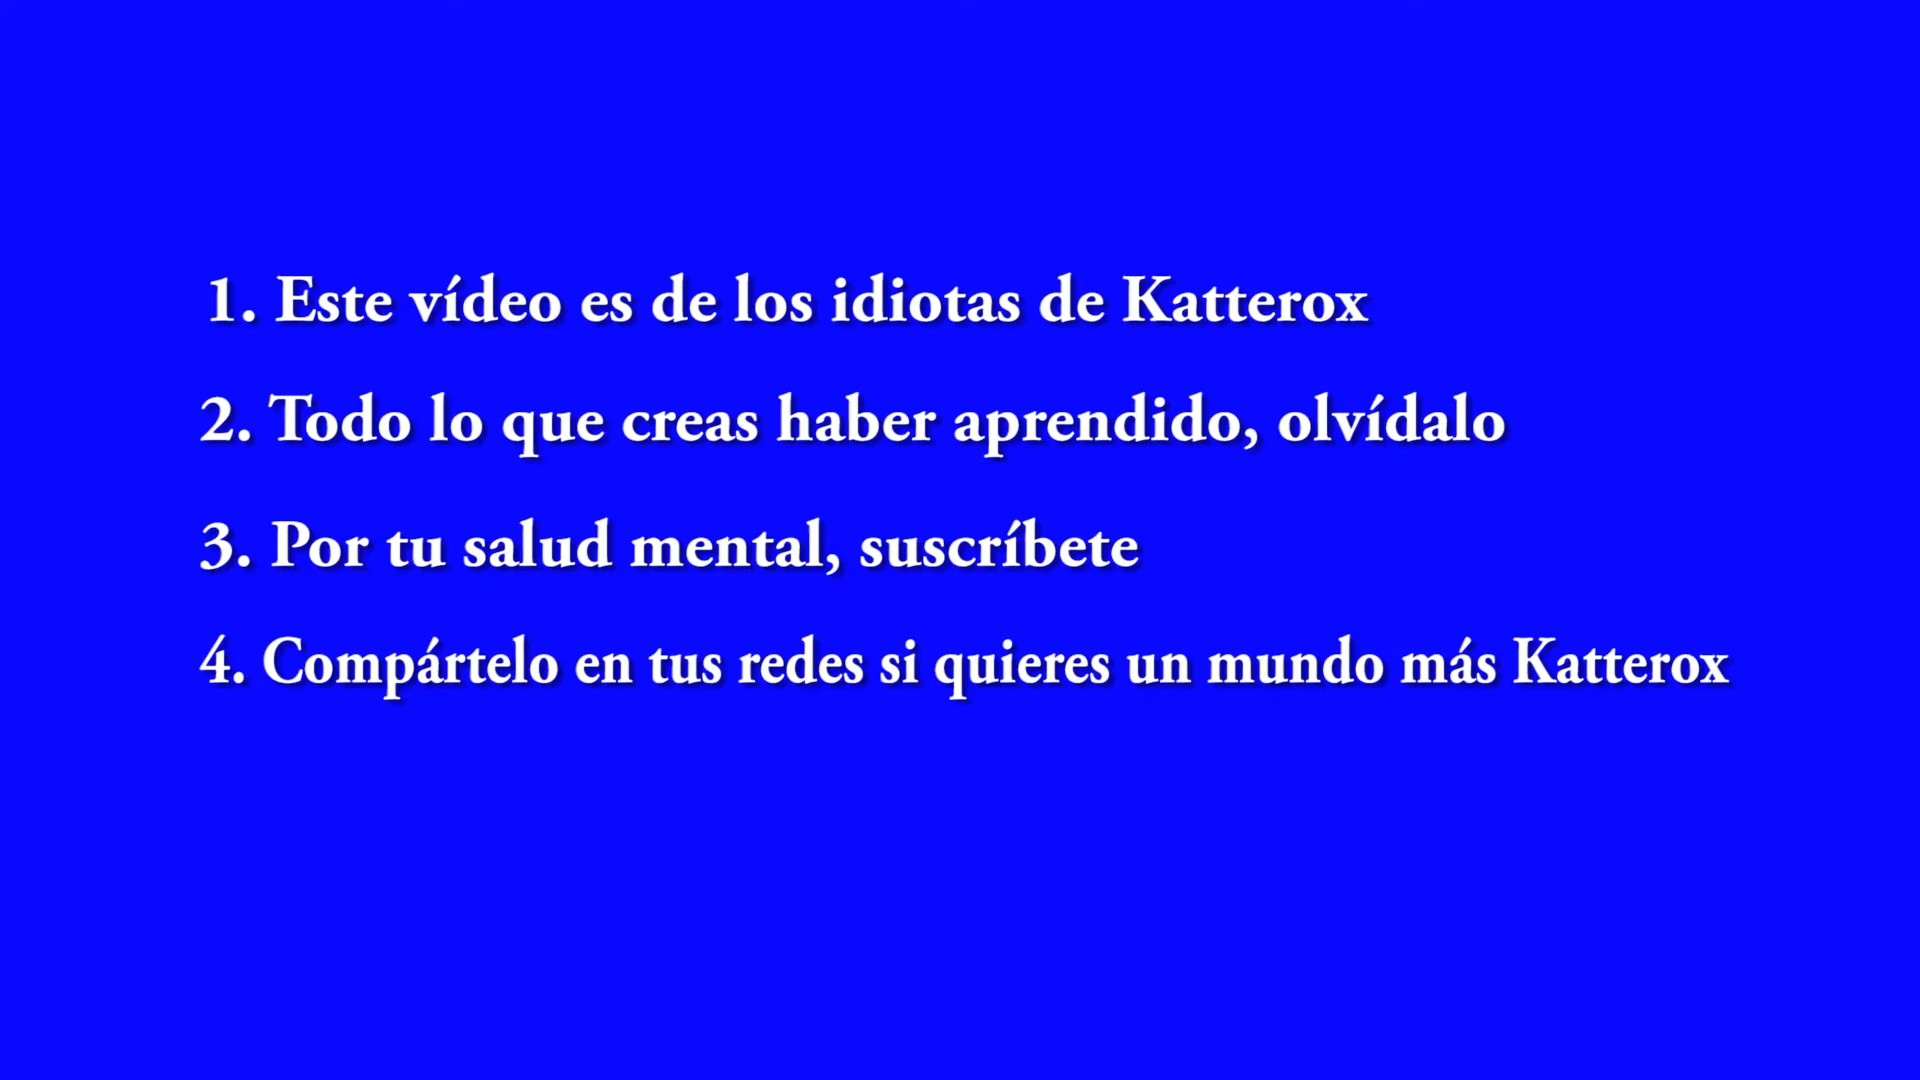 1. Este vídeo es de los idiotas de Katterox
2. Todo lo que creas haber aprendido, olvídalo
3. Por tu salud mental, suscríbete
4. Compártelo en tus redes si quieres un mundo más Katterox